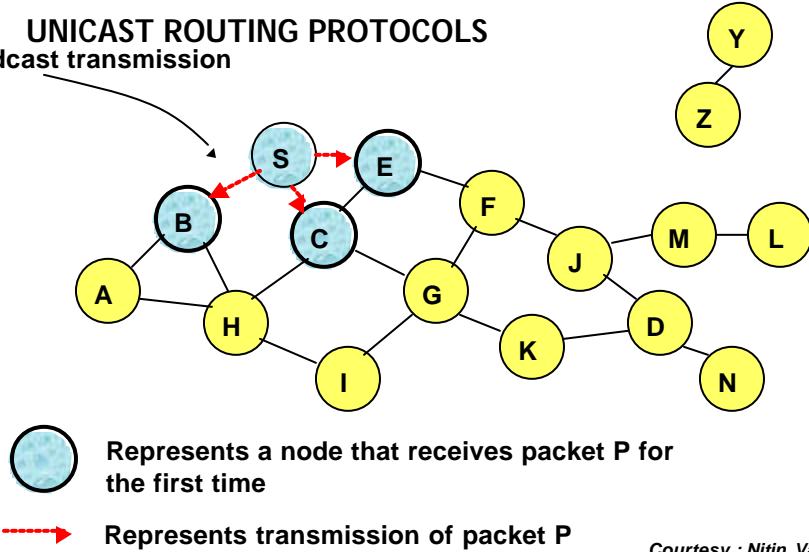 UNICAST ROUTING PROTOCOLS
transmission
Y
Z
S
E
B
C
F
M
L
J
A
G
H
D
K
I
N
Represents a node that receives packet P for
the first time
Represents transmission of packet P
Courtesy : Nitin